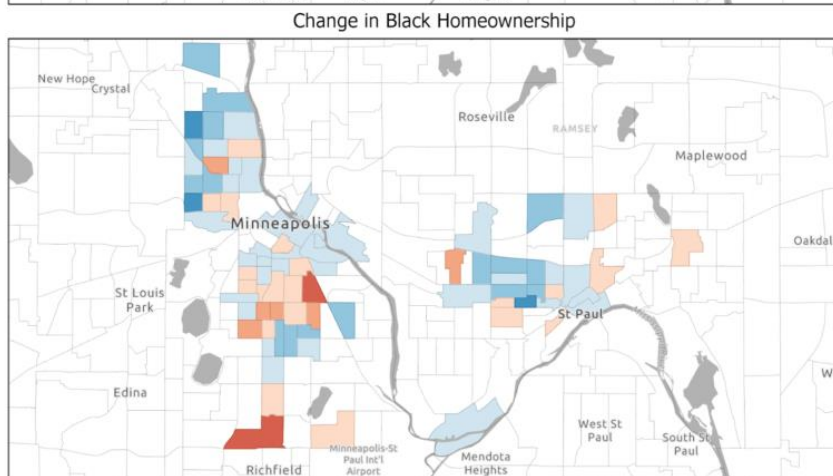 Change in Black Homeownership
New Hope
Crystal
Roseville
RAMSEY
Maplewood
Minneapolis
Oakdal
St Louis
Park
St Paul
Edina
W
West St
Paul
South St
Paul
Minneapolis-St
Paul Int'l
Airport
Mendota
Heights
Richfield